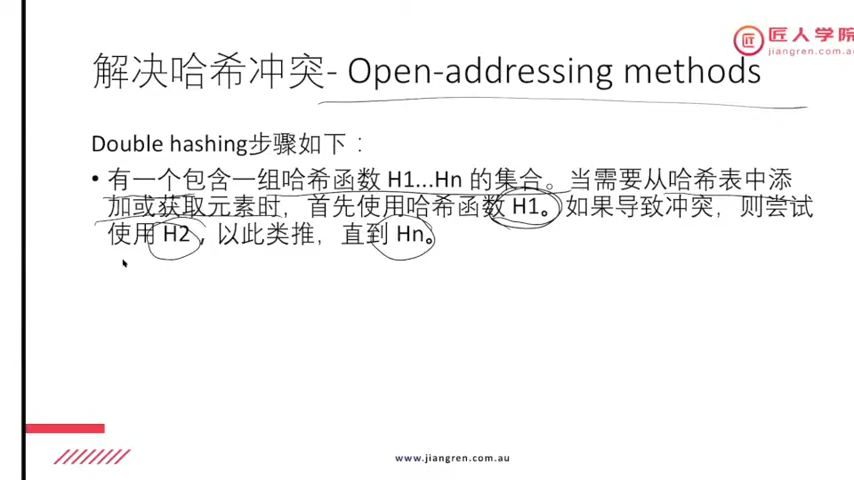 匠人学院
jiangren.com.au
解决哈希冲突- Open-addressing methods
Double hashing步骤如下：
• 有一个包含一组哈希函数 H1...Hn 的集合。当需要从哈希表中添
加或获取元素时，首先使用哈希函数 H1。如果导致冲突，则尝试
使用 H2，以此类推，直到 Hn。
www.jiangren.com.au